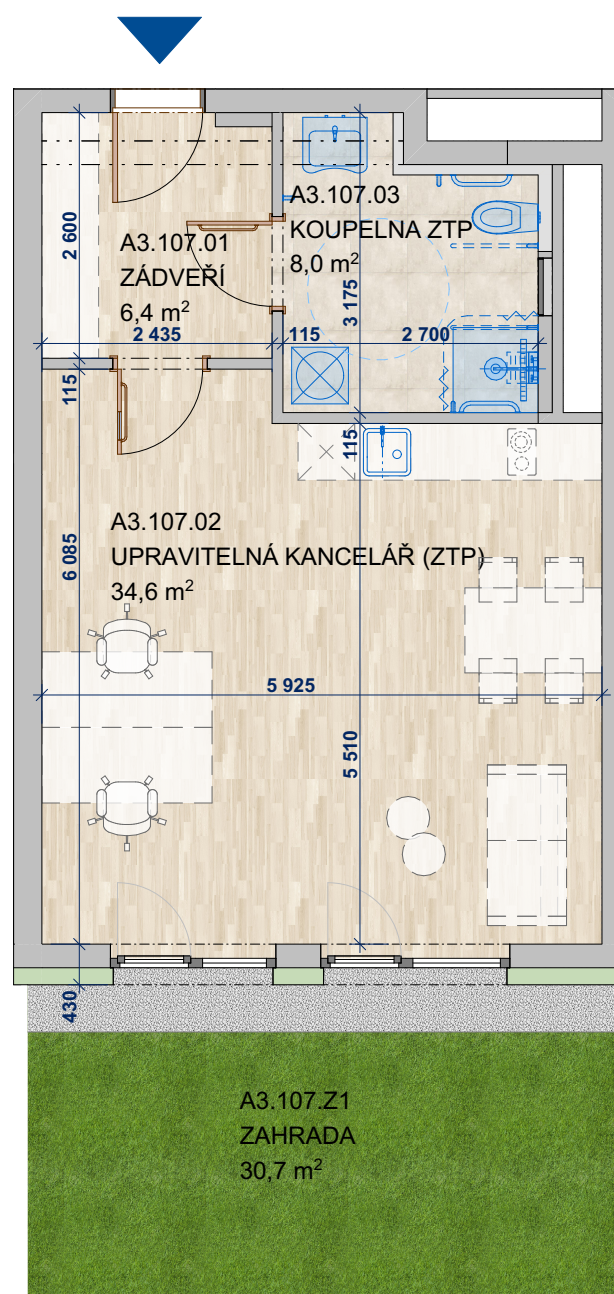 A3.107.03
KOUPELNA ZTP
8,0 m²
A3.107.01
ZÁDVEŘÍ
6,4 m²
2 600
3 175
2 435
115
2 700
115
115
A3.107.02
UPRAVITELNÁ KANCELÁŘ (ZTP)
34,6 m²
6 085
5 925
5 510
430
A3.107.Z1
ZAHRADA
30,7 m²